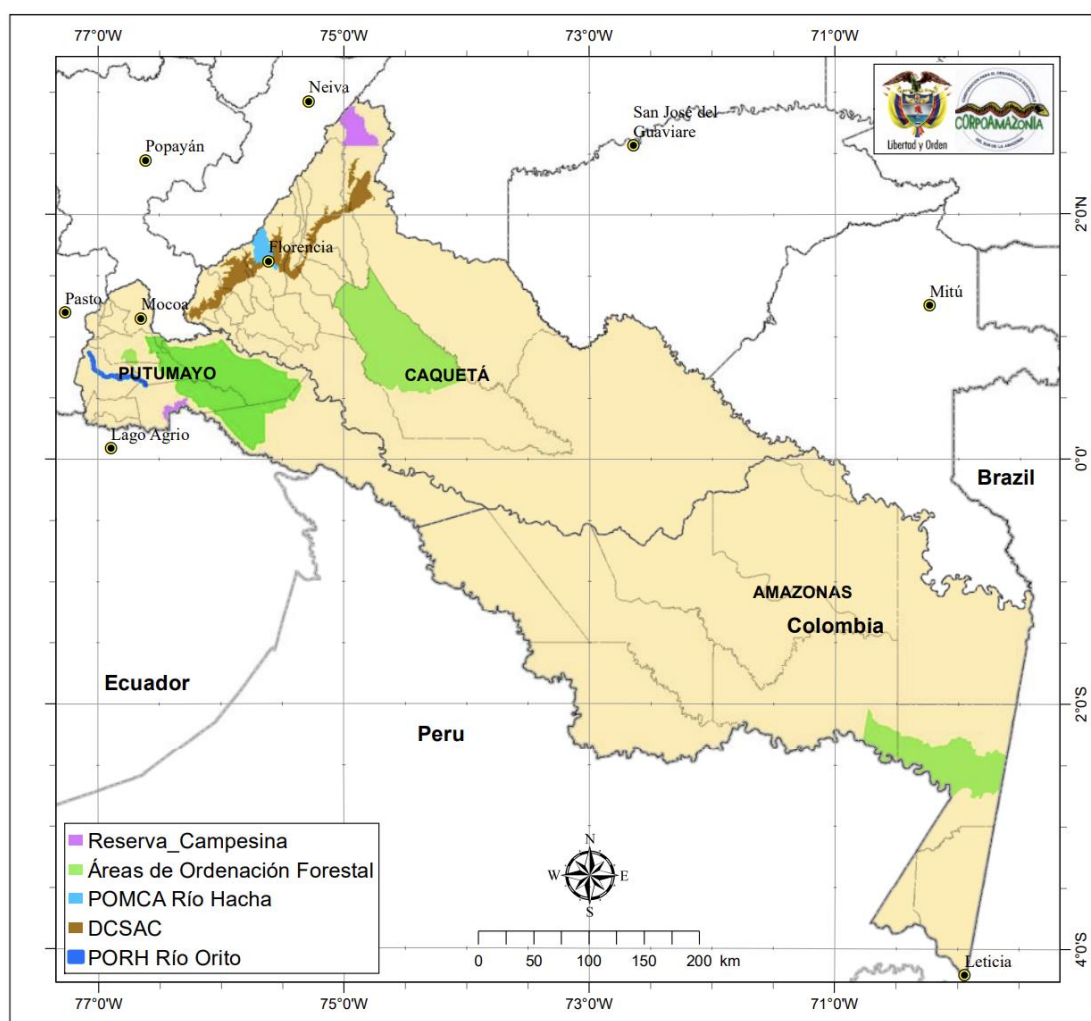 77°0'W 75°0'W 73°0'W 71°0'W
Neiva
San José del
Guaviare
Popayán
Libertad y Orden
CORPOAMAZONIA
2°0'N
Florencia
Pasto
Mocoa
Mitú
PUTUMAYO
CAQUETÁ
Lago Agrio
0°0'
Brazil
AMAZONAS
Colombia
Ecuador
Peru
2°0'S
Reserva_Campesina
Áreas de Ordenación Forestal
POMCA Río Hacha
DCSAC
PORH Río Orito
N
W E
S
0 50 100 150 200 km
4°0'S
Leticia
77°0'W 75°0'W 73°0'W 71°0'W